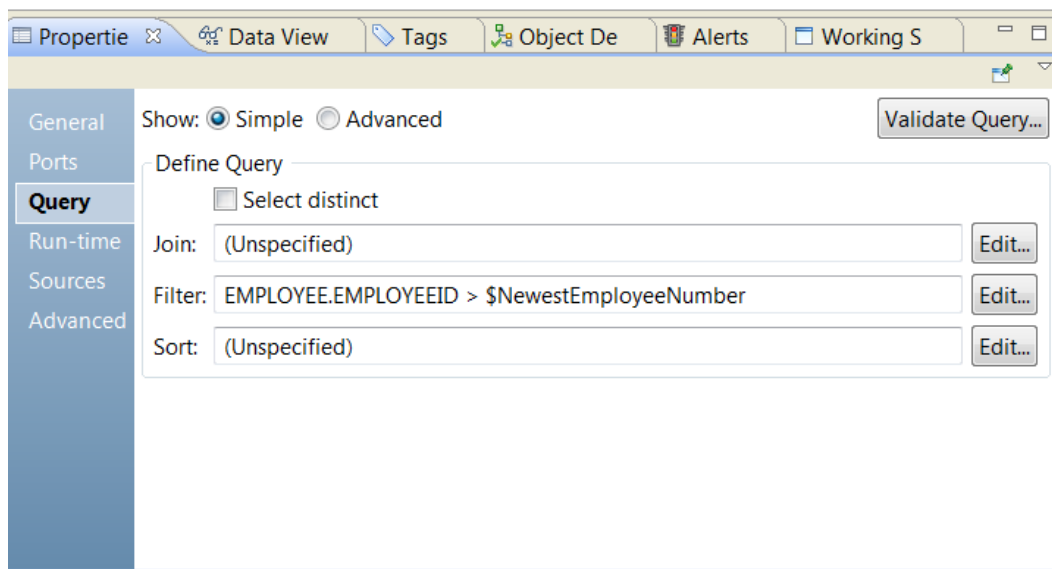 Propertie Data View Tags Object De Alerts Working S
General
Ports
Query
Run-time
Sources
Advanced
Show: Simple Advanced Validate Query...
Define Query
Select distinct
Join: (Unspecified) Edit...
Filter: EMPLOYEE.EMPLOYEEID > $NewestEmployeeNumber Edit...
Sort: (Unspecified) Edit...